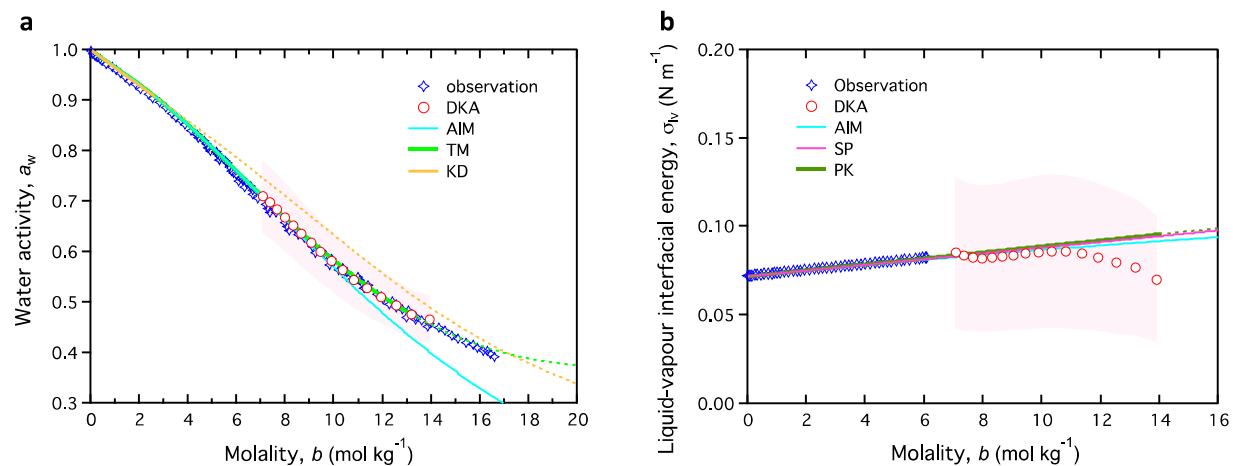 a
1.0
0.9
0.8
0.7
0.6
0.5
0.4
0.3
Water activity, a_w
observation
DKA
AIM
TM
KD
0 2 4 6 8 10 12 14 16 18 20
Molality, b (mol kg⁻¹)
b
0.20
0.15
0.10
0.05
0.00
Liquid-vapour interfacial energy, σ_lv (N m⁻¹)
Observation
DKA
AIM
SP
PK
0 2 4 6 8 10 12 14 16
Molality, b (mol kg⁻¹)